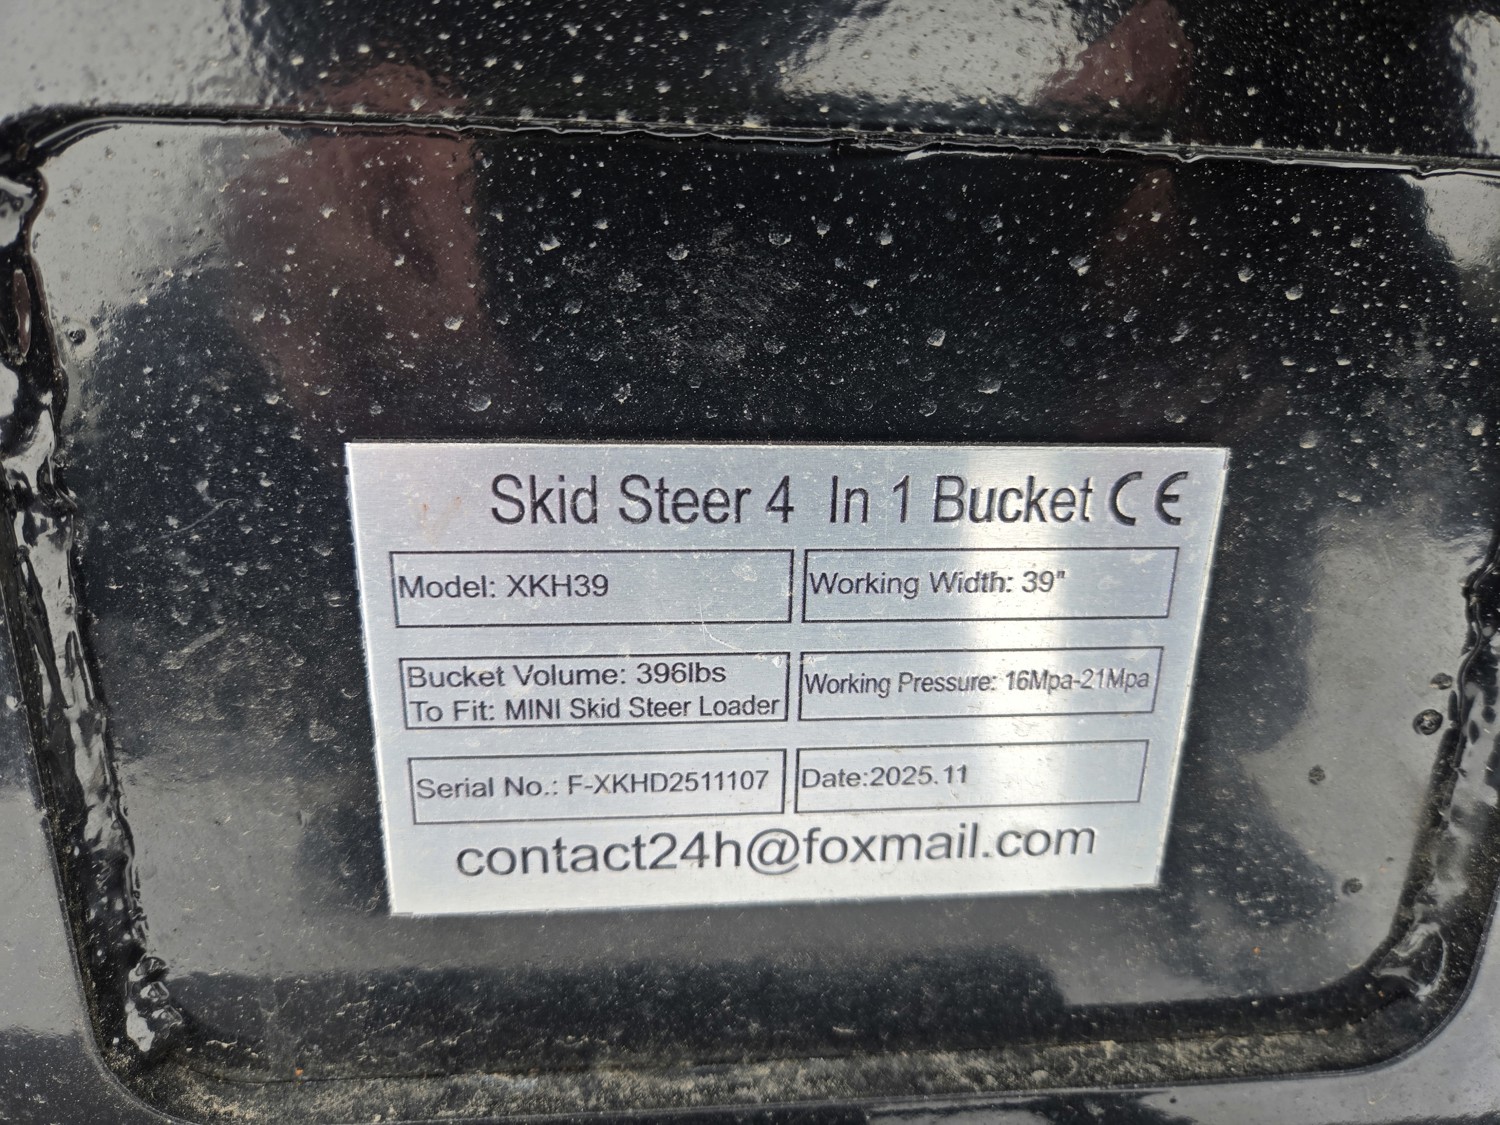 Skid Steer 4 In 1 Bucket CE
Model: XKH39
Working Width: 39"
Bucket Volume: 396lbs
To Fit: MINI Skid Steer Loader
Working Pressure: 16Mpa-21Mpa
Serial No.: F-XKHD2511107
Date:2025.11
contact24h@foxmail.com